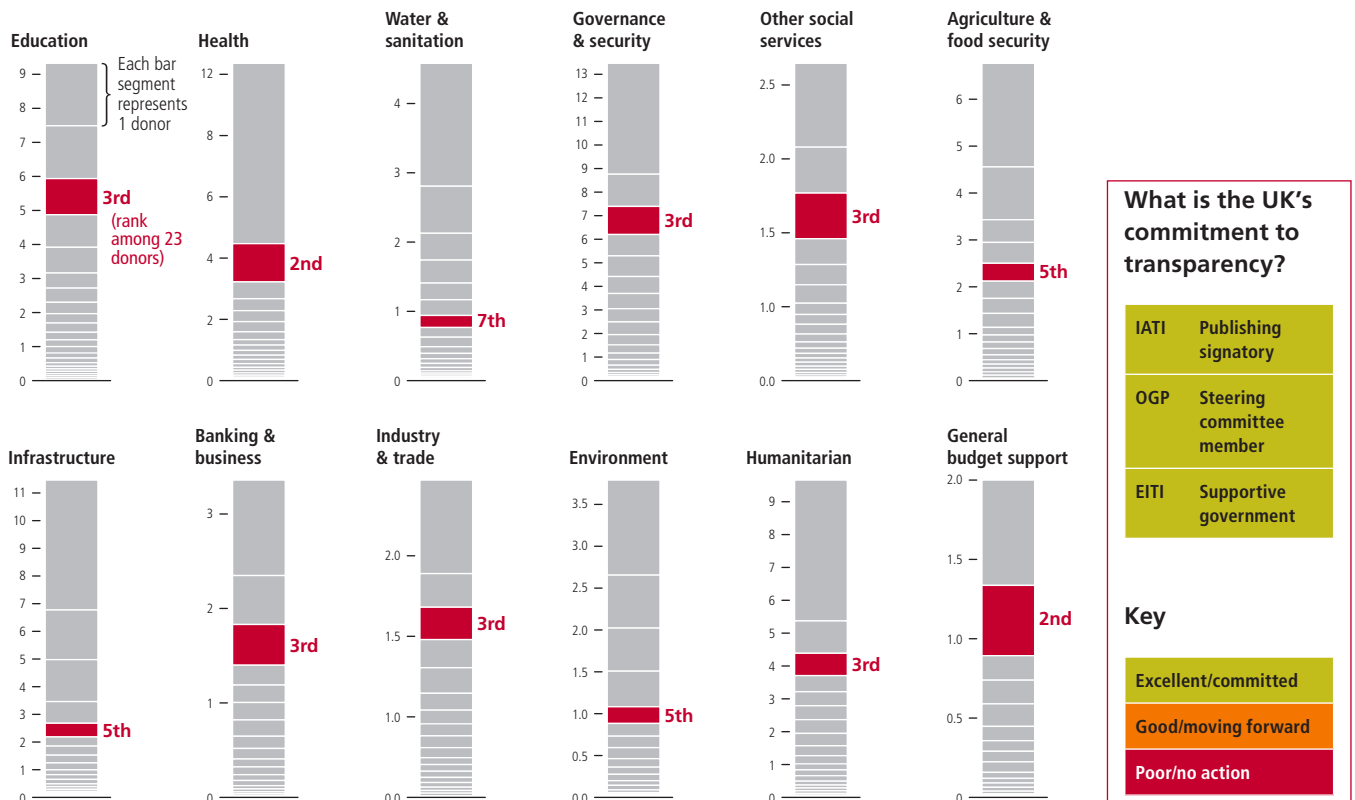 Education
9
8
7
6
5
4
3
2
1
0
Each bar
segment
represents
1 donor
3rd
(rank
among 23
donors)
Health
12
8
6
4
2
0
2nd
Water &
sanitation
4
3
2
1
0
7th
Governance
& security
13
12
11
10
9
8
7
6
5
4
3
2
1
0
3rd
Other social
services
2.5
2.0
1.5
1.0
0.0
3rd
Agriculture &
food security
6
5
4
3
2
1
0
5th
Infrastructure
11
10
9
8
7
6
5
4
3
2
1
0
5th
Banking &
business
3
2
1
0
3rd
Industry
& trade
2.0
1.5
1.0
0.0
3rd
Environment
3.5
3.0
2.5
2.0
1.5
1.0
0.5
0.0
5th
Humanitarian
9
8
7
6
5
4
3
2
1
0
3rd
General
budget support
2.0
1.5
1.0
0.5
0
2nd
What is the UK's
commitment to
transparency?
IATI Publishing
signatory
OGP Steering
committee
member
EITI Supportive
government
Key
Excellent/committed
Good/moving forward
Poor/no action